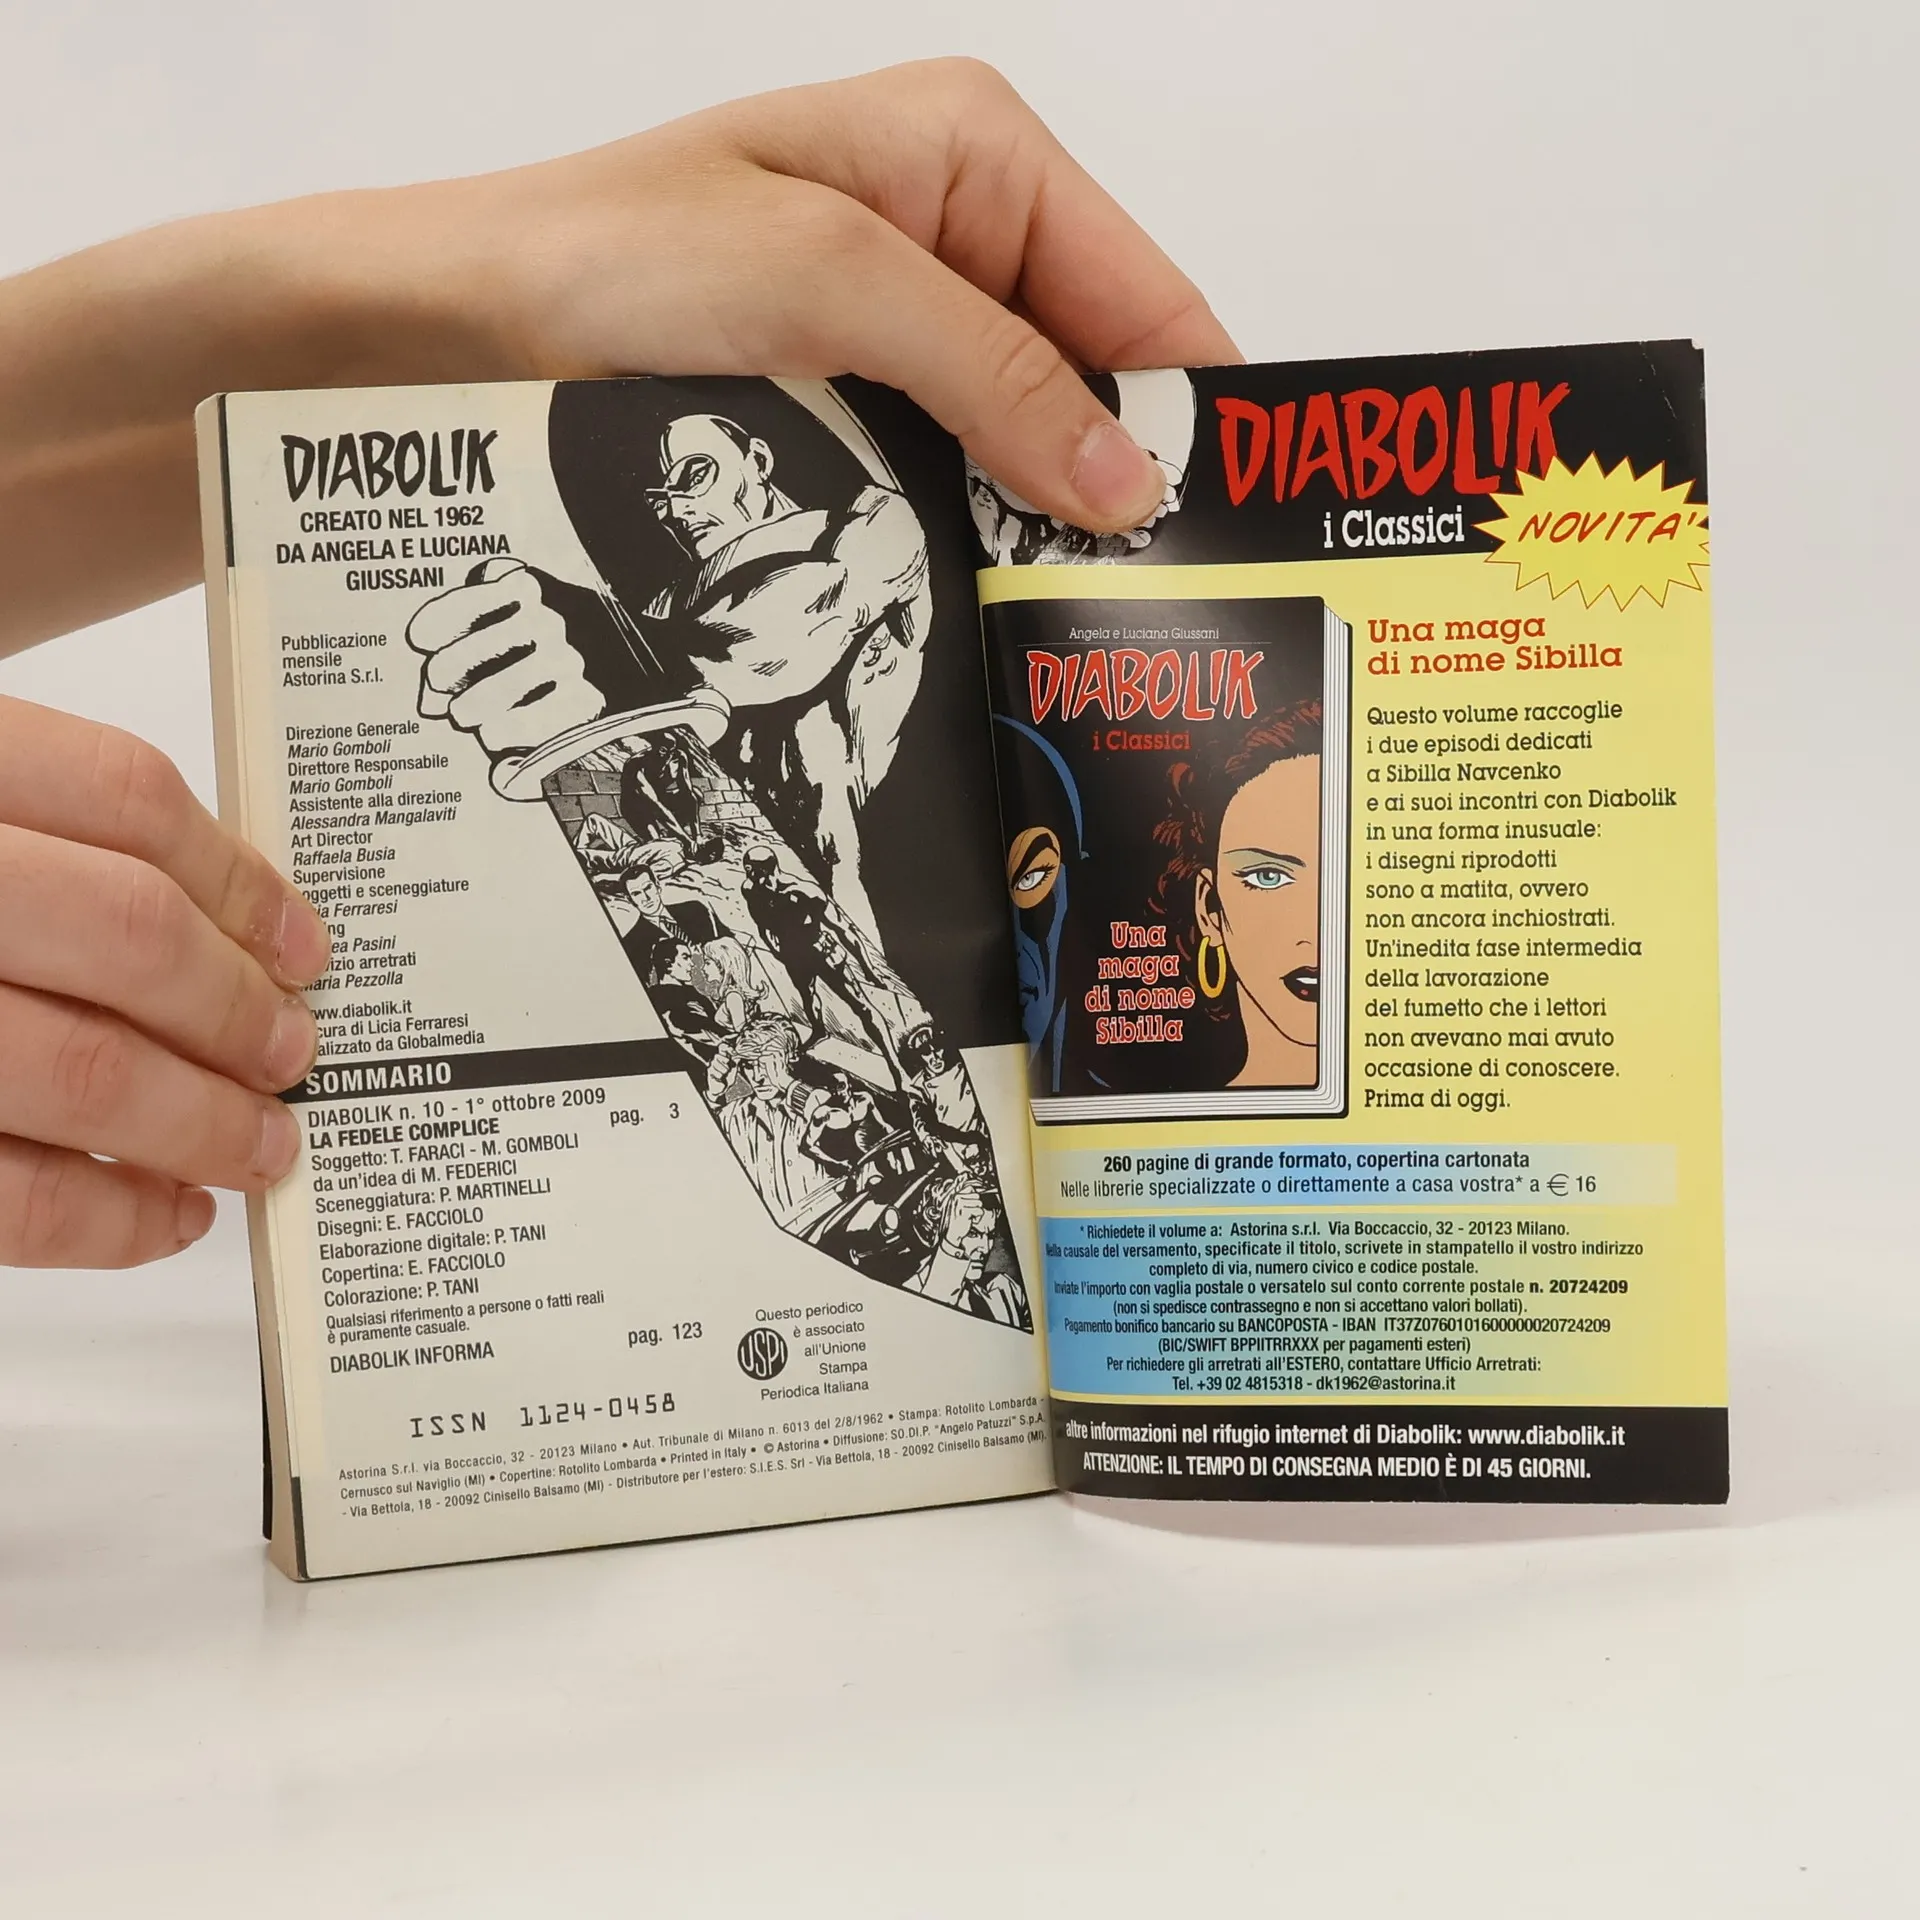 DIABOLIK
CREATO NEL 1962
DA ANGELA E LUCIANA
GIUSSANI
Pubblicazione
mensile
Astorina S.r.l.
Direzione Generale
Mario Gomboli
Direttore Responsabile
Mario Gomboli
Assistente alla direzione
Alessandra Mangalaviti
Art Director
Raffaela Busia
Supervisione
e sceneggiature
Ferraresi
Pasini
arretrati
Pezzolla
cura di Licia Ferraresi
da Globalmedia
SOMMARIO
DIABOLIK n. 10 - 1° ottobre 2009
LA FEDELE COMPLICE pag. 3
Soggetto: T. FARACI - M. GOMBOLI
da un'idea di M. FEDERICI
Sceneggiatura: P. MARTINELLI
Disegni: E. FACCIOLO
Elaborazione digitale: P. TANI
Copertina: E. FACCIOLO
Colorazione: P. TANI
Qualsiasi riferimento a persone o fatti reali
è puramente casuale.
DIABOLIK INFORMA pag. 123
USPI
Questo periodico
è associato
all'Unione
Stampa
Periodica Italiana
ISSN 1124-0458
Astorina S.r.l. via Boccaccio, 32 - 20123 Milano • Aut. Tribunale di Milano n. 6013 del 2/8/1962 • Stampa: Rotolito Lombarda -
Cernusco sul Naviglio (MI) • Copertine: Rotolito Lombarda • Printed in Italy • © Astorina • Diffusione: SO.DI.P. "Angelo Patuzzi" S.p.A.
- Via Bettola, 18 - 20092 Cinisello Balsamo (MI) - Distributore per l'estero: S.I.E.S. Srl - Via Bettola, 18 - 20092 Cinisello Balsamo (MI).
DIABOLIK
i Classici
NOVITA'
Angela e Luciana Giussani
DIABOLIK
i Classici
Una
maga
di nome
Sibilla
Una maga
di nome Sibilla
Questo volume raccoglie
i due episodi dedicati
a Sibilla Navcenko
e ai suoi incontri con Diabolik
in una forma inusuale:
i disegni riprodotti
sono a matita, ovvero
non ancora inchiostrati.
Un'inedita fase intermedia
della lavorazione
del fumetto che i lettori
non avevano mai avuto
occasione di conoscere.
Prima di oggi.
260 pagine di grande formato, copertina cartonata
Nelle librerie specializzate o direttamente a casa vostra* a € 16
* Richiedete il volume a: Astorina s.r.l. Via Boccaccio, 32 - 20123 Milano.
Nella causale del versamento, specificate il titolo, scrivete in stampatello il vostro indirizzo
completo di via, numero civico e codice postale.
Inviate l'importo con vaglia postale o versatelo sul conto corrente postale n. 20724209
(non si spedisce contrassegno e non si accettano valori bollati).
Pagamento bonifico bancario su BANCOPOSTA - IBAN IT37Z0760101600000020724209
(BIC/SWIFT BPPIITRRXXX per pagamenti esteri)
Per richiedere gli arretrati all'ESTERO, contattare Ufficio Arretrati:
Tel. +39 02 4815318 - dk1962@astorina.it
altre informazioni nel rifugio internet di Diabolik: www.diabolik.it
ATTENZIONE: IL TEMPO DI CONSEGNA MEDIO È DI 45 GIORNI.